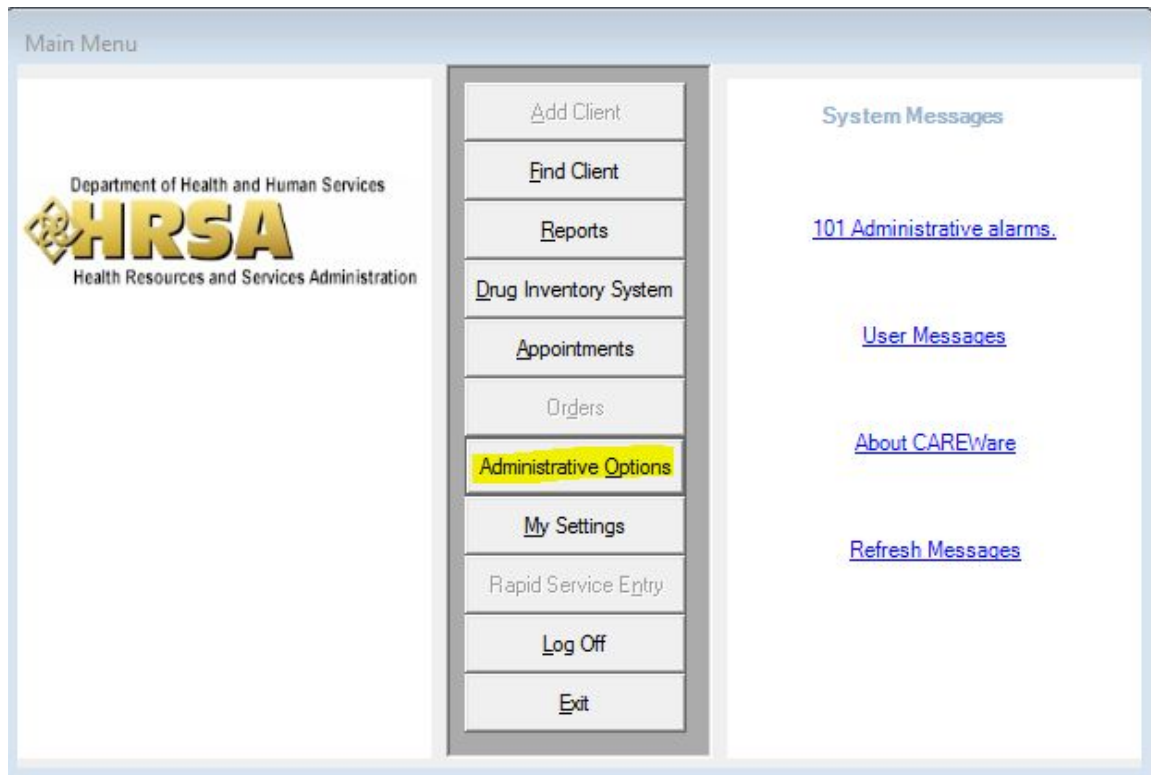 Main Menu
Department of Health and Human Services
HRSA
Health Resources and Services Administration
Add Client
Find Client
Reports
Drug Inventory System
Appointments
Orders
Administrative Options
My Settings
Rapid Service Entry
Log Off
Exit
System Messages
101 Administrative alarms.
User Messages
About CAREWare
Refresh Messages